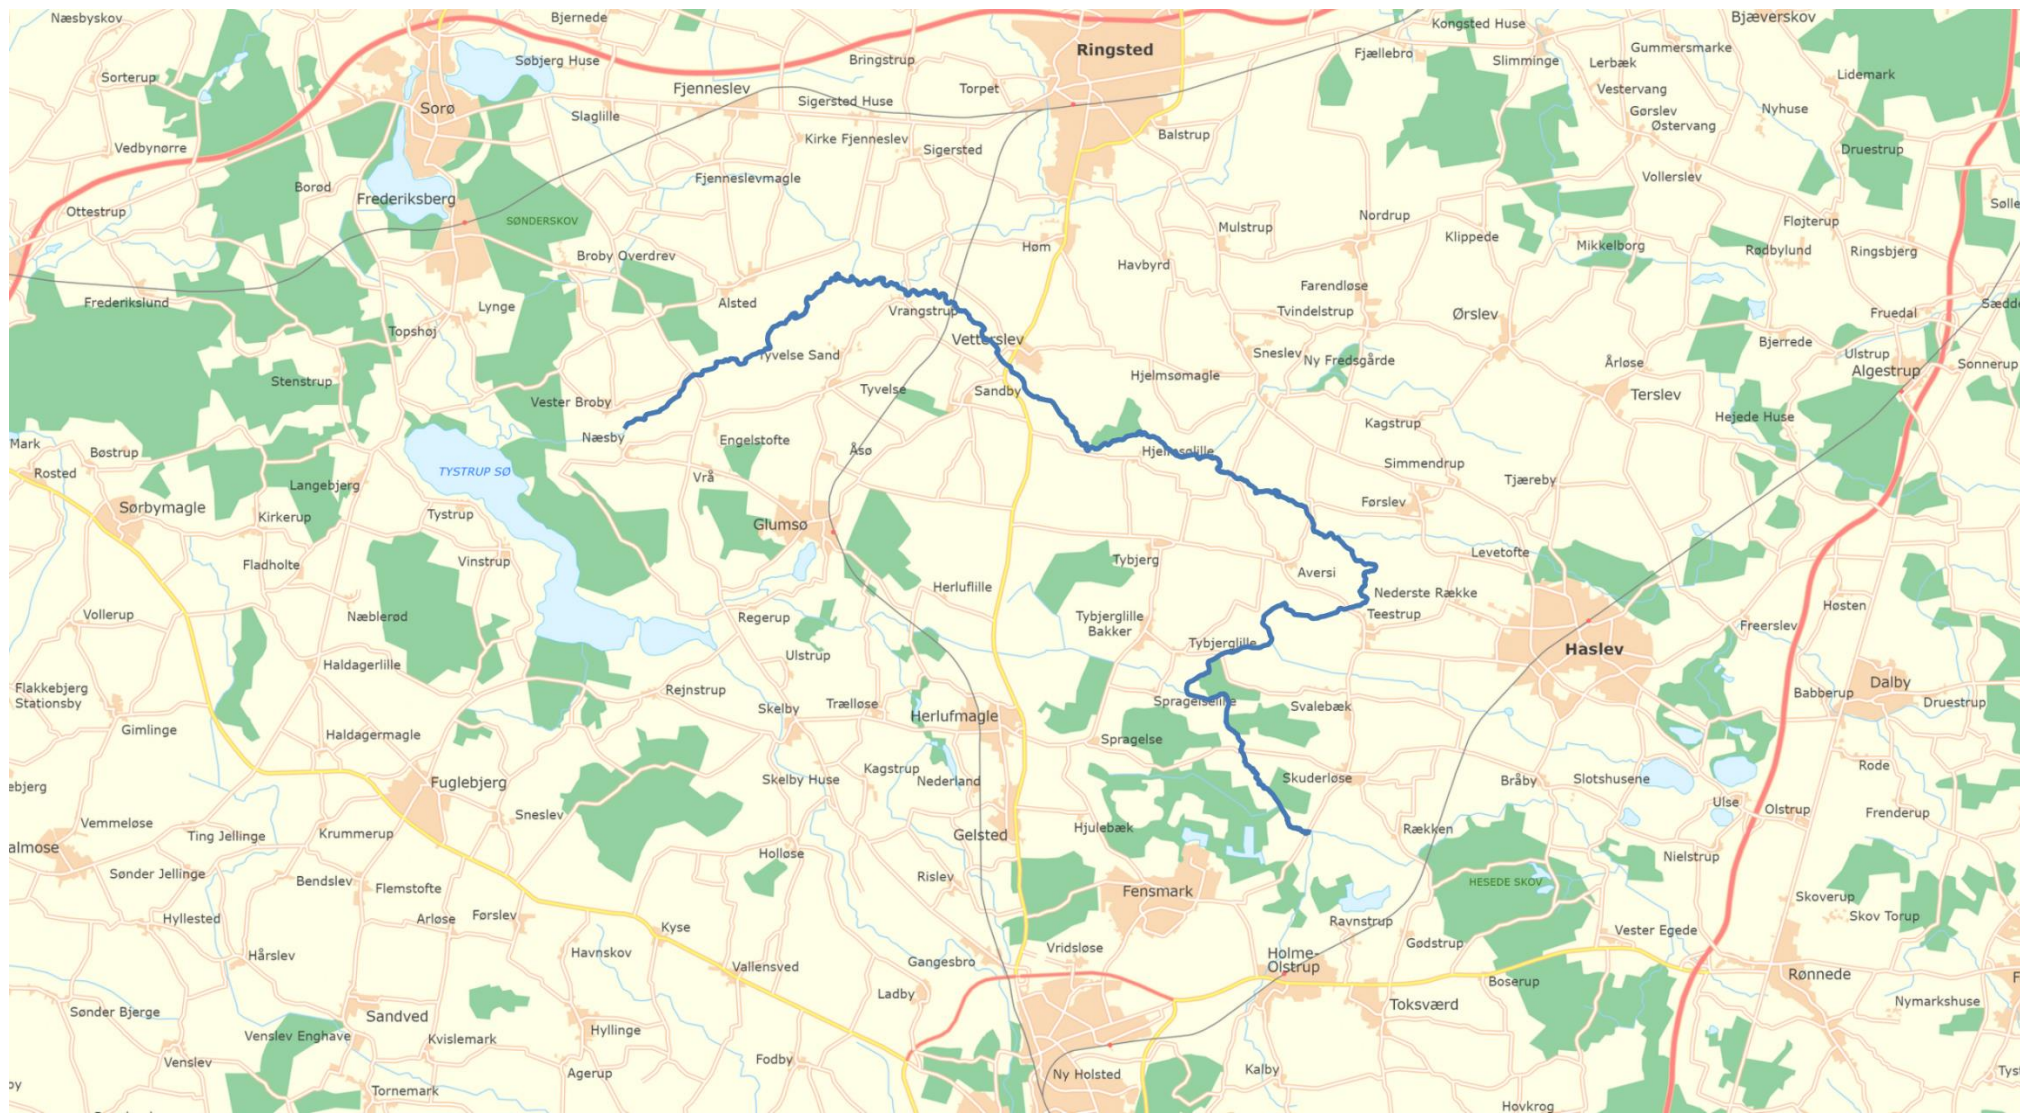 Næsbyskov
Bjernede
Kongsted Huse
Bjæverskov
Ringsted
Gummersmarke
Søbjerg Huse
Bringstrup
Fjællebro
Slimminge
Lerbæk
Sorterup
Lidemark
Fjenneslev
Torpet
Vestervang
Sorø
Slaglille
Sigersted Huse
Gørslev
Nyhuse
Østervang
Kirke Fjenneslev
Balstrup
Vedbynørre
Sigersted
Druestrup
Borød
Fjenneslevmagle
Vollerslev
Frederiksberg
Ottestrup
SØNDERSKOV
Nordrup
Fløjterup
Mulstrup
Klippede
Mikkelborg
Høm
Rødbylund
Ringsbjerg
Broby Overdrev
Havbyrd
Farendløse
Frederikslund
Lynge
Alsted
Vrangstrup
Tvindelstrup
Ørslev
Fruedal
Topshøj
Vetterslev
Bjerrede
Tyvelse Sand
Sneslev
Ny Fredsgårde
Årløse
Ulstrup
Algestrup
Sonnerup
Stenstrup
Tyvelse
Sandby
Hjelmsømagle
Terslev
Vester Broby
Hejede Huse
Næsby
Engelstofte
Kagstrup
Mark
Bøstrup
Åsø
Hjelmsølille
Simmendrup
Rosted
TYSTRUP SØ
Vrå
Tjæreby
Langebjerg
Førslev
Sørbymagle
Kirkerup
Tystrup
Glumsø
Levetofte
Fladholte
Vinstrup
Tybjerg
Aversi
Herluflille
Nederste Række
Høsten
Vollerup
Næblerød
Regerup
Tybjerglille
Bakker
Teestrup
Freerslev
Tybjerglille
Haslev
Haldagerlille
Ulstrup
Dalby
Flakkebjerg
Stationsby
Rejnstrup
Babberup
Druestrup
Skelby
Trælløse
Spragelselille
Svalebæk
Gimlinge
Herlufmagle
Haldagermagle
Spragelse
Kagstrup
Rode
Fuglebjerg
Skelby Huse
Nederland
Skuderløse
Bråby
Slotshusene
ebjerg
Ulse
Olstrup
Frenderup
Vemmeløse
Ting Jellinge
Krummerup
Sneslev
Gelsted
Hjulebæk
Rækken
almose
Holløse
Nielstrup
Sønder Jellinge
Bendslev
Flemstofte
Rislev
Fensmark
HESEDE SKOV
Skoverup
Hyllested
Arløse
Førslev
Kyse
Ravnstrup
Skov Torup
Hårslev
Havnskov
Vridsløse
Gødstrup
Vester Egede
Gangesbro
Holme-
Olstrup
Vallensved
Boserup
Rønnede
Ladby
Toksværd
Nymarkshuse
Sønder Bjerge
Sandved
Hyllinge
Venslev Enghave
Kvislemark
Venslev
Fodby
Agerup
Ny Holsted
Kalby
Tornemark
Hovkrog